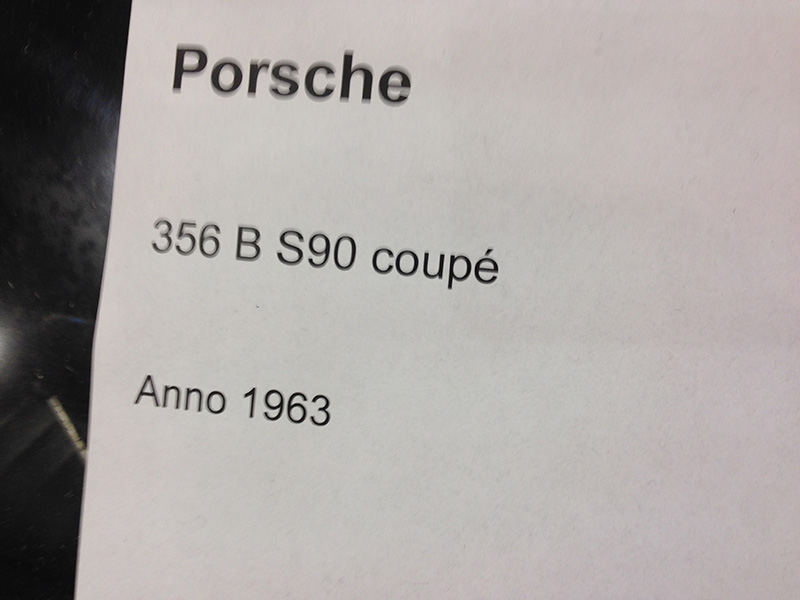 Porsche
356 B S90 coupé
Anno 1963